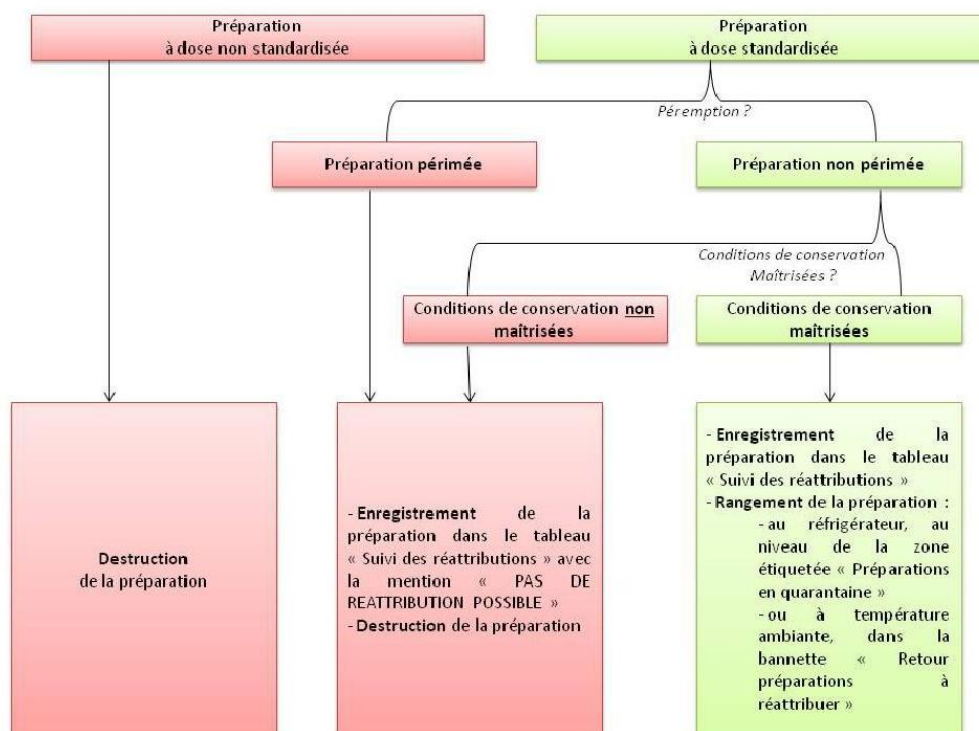 Préparation
à dose non standardisée
Préparation
à dose standardisée
Péremption ?
Préparation périmée
Préparation non périmée
Conditions de conservation
Maîtrisées ?
Conditions de conservation non
maîtrisées
Conditions de conservation
maîtrisées
Destruction
de la préparation
- Enregistrement de la
préparation dans le tableau
« Suivi des réattributions » avec
la mention « PAS DE
REATTRIBUTION POSSIBLE »
- Destruction de la préparation
- Enregistrement de la
préparation dans le tableau
« Suivi des réattributions »
- Rangement de la préparation :
- au réfrigérateur, au
niveau de la zone
étiquetée « Préparations
en quarantaine »
- ou à température
ambiante, dans la
bannette « Retour
préparations à
réattribuer »